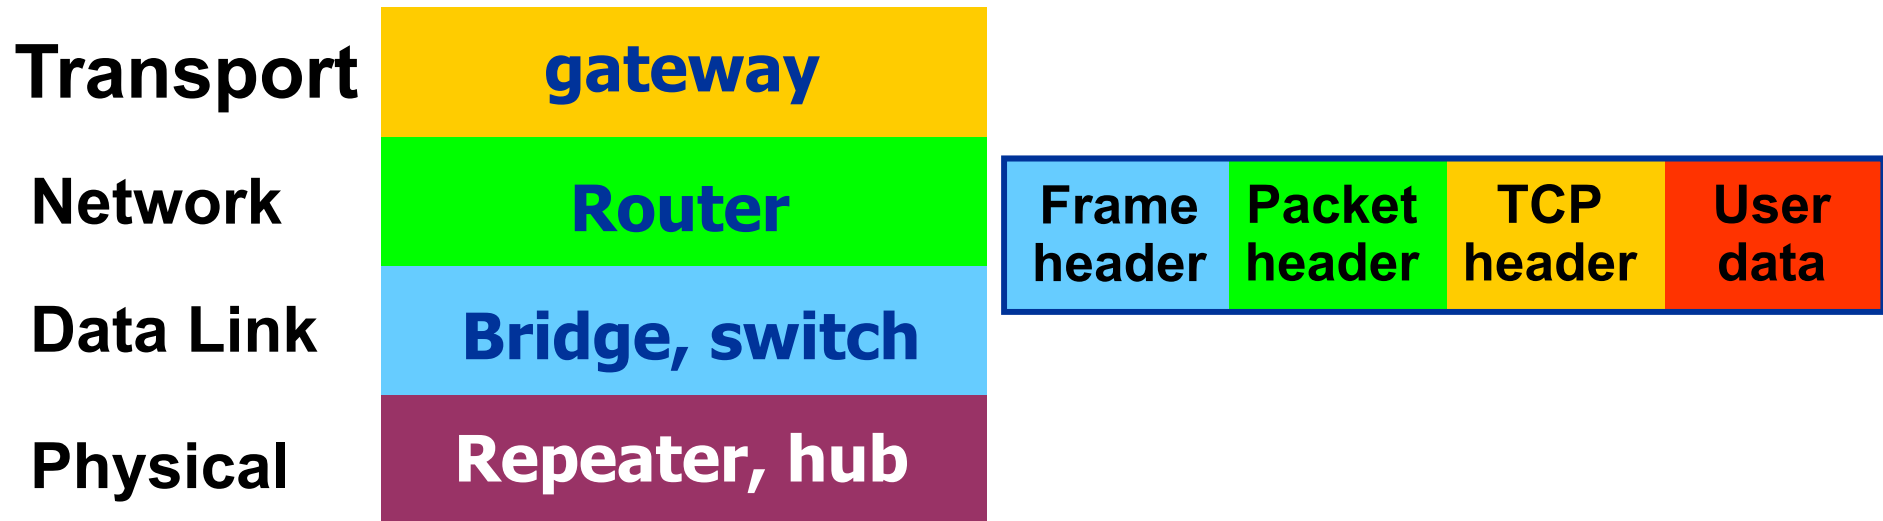 Transport
gateway
Network
Router
Data Link
Bridge, switch
Physical
Repeater, hub
Frame
header
Packet
header
TCP
header
User
data